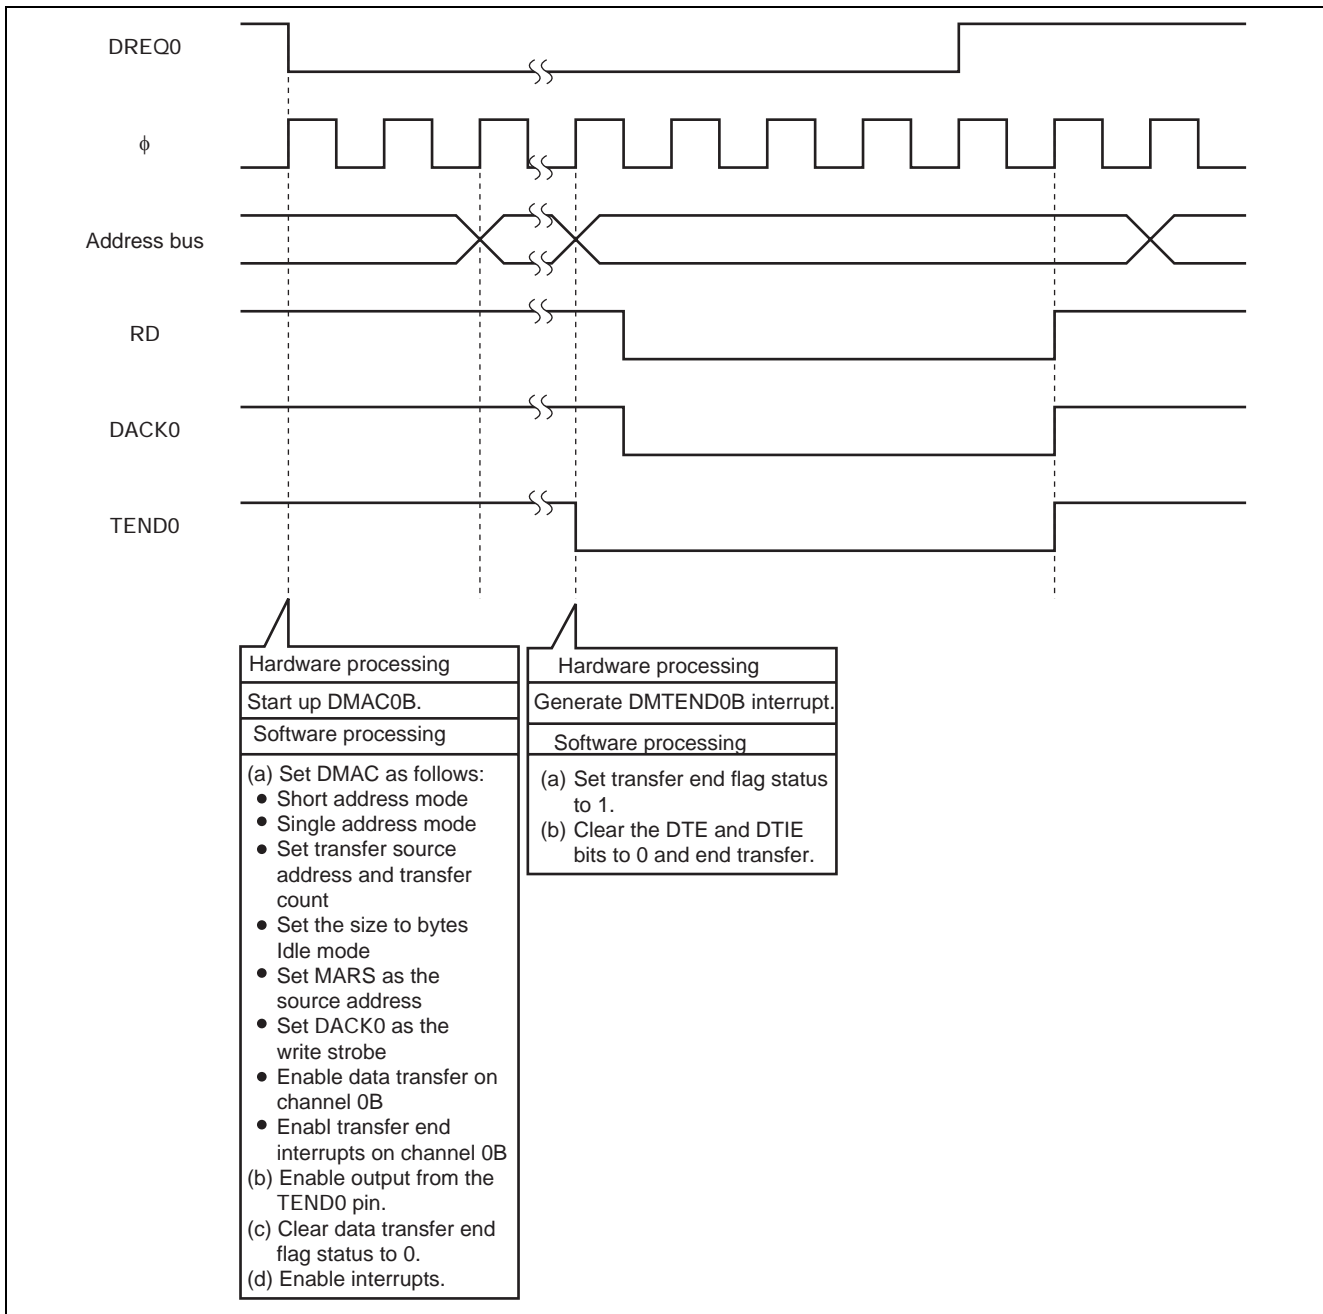 DREQ0
ϕ
Address bus
RD
DACK0
TEND0
Hardware processing
Start up DMAC0B.
Software processing
(a) Set DMAC as follows:
● Short address mode
● Single address mode
● Set transfer source
address and transfer
count
● Set the size to bytes
Idle mode
● Set MARS as the
source address
● Set DACK0 as the
write strobe
● Enable data transfer on
channel 0B
● Enabl transfer end
interrupts on channel 0B
(b) Enable output from the
TEND0 pin.
(c) Clear data transfer end
flag status to 0.
(d) Enable interrupts.
Hardware processing
Generate DMTEND0B interrupt.
Software processing
(a) Set transfer end flag status
to 1.
(b) Clear the DTE and DTIE
bits to 0 and end transfer.